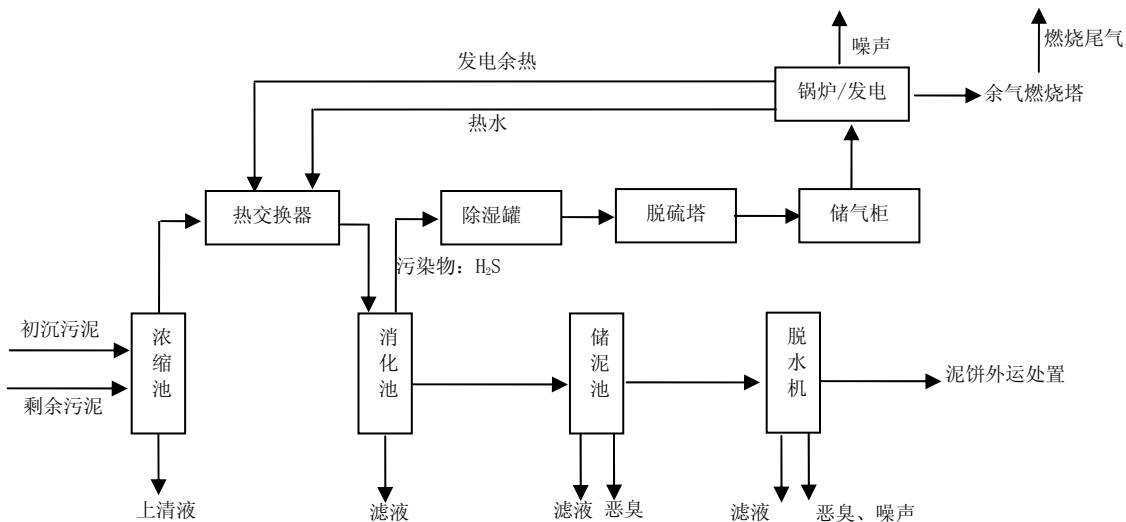 噪声
燃烧尾气
发电余热
锅炉/发电
余气燃烧塔
热水
热交换器
除湿罐
脱硫塔
储气柜
污染物：H₂S
初沉污泥
剩余污泥
浓缩池
消化池
储泥池
脱水机
泥饼外运处置
上清液
滤液
滤液
恶臭
滤液
恶臭、噪声